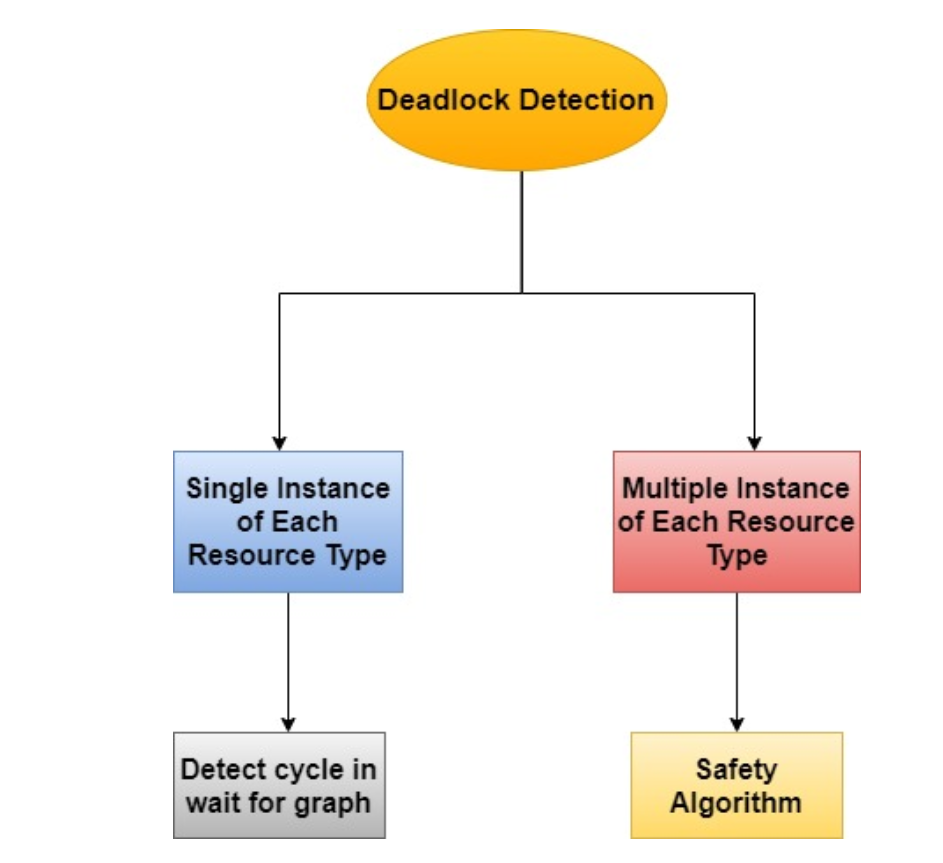 Deadlock Detection
Single Instance
of Each
Resource Type
Multiple Instance
of Each Resource
Type
Detect cycle in
wait for graph
Safety
Algorithm